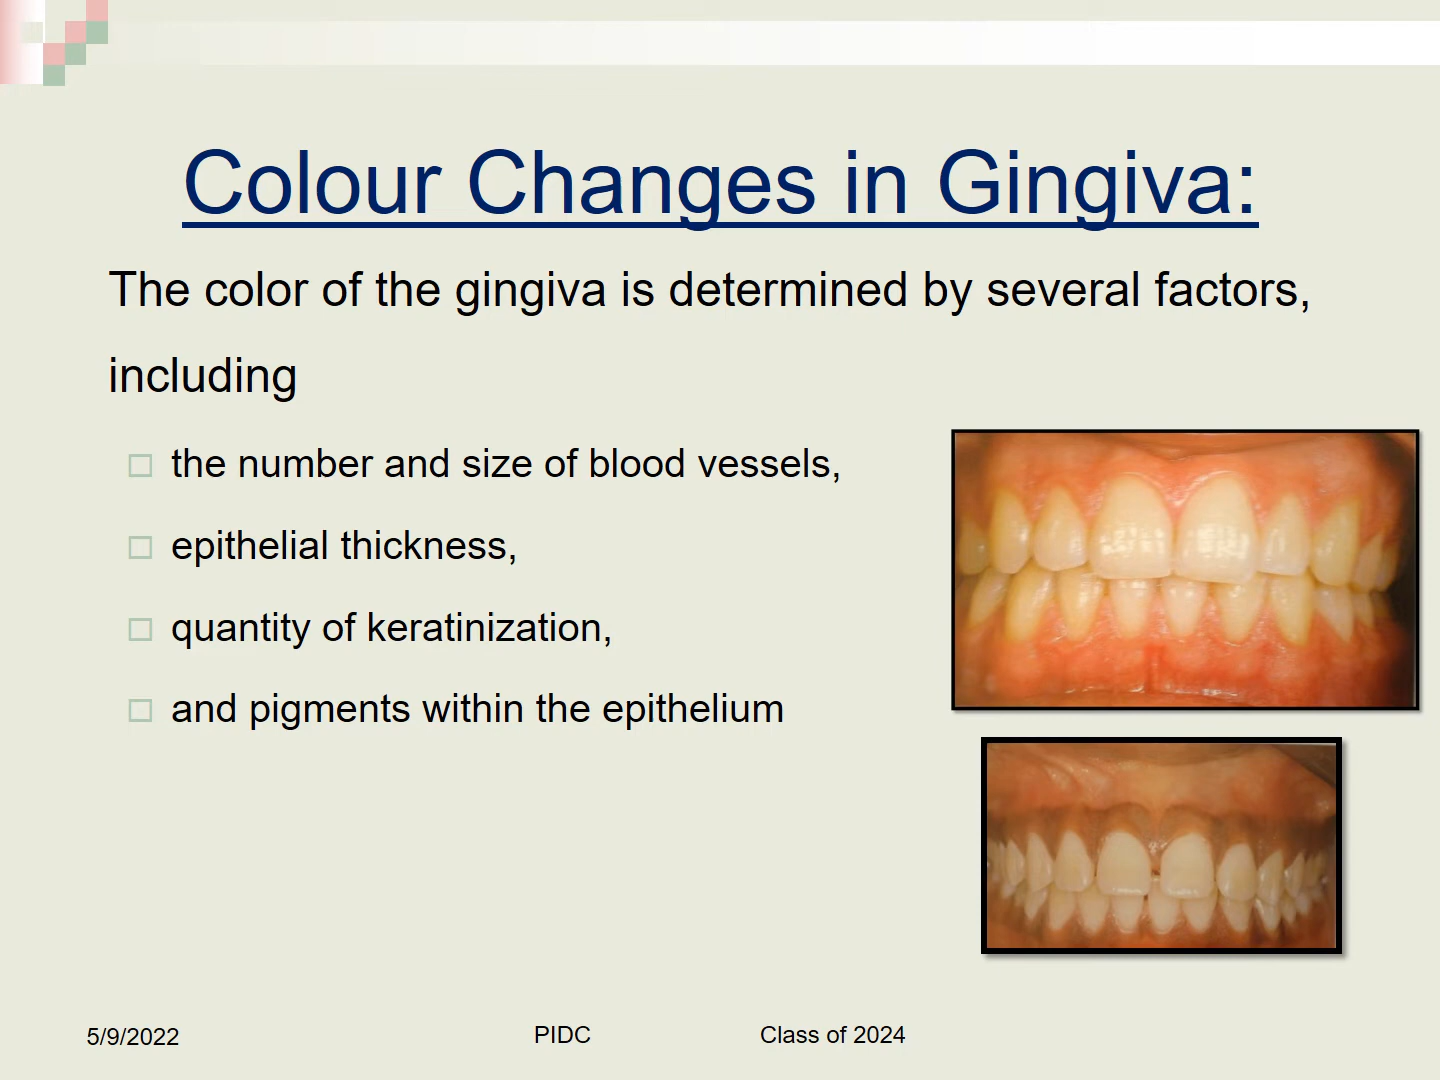 Colour Changes in Gingiva:
The color of the gingiva is determined by several factors,
including
the number and size of blood vessels,
epithelial thickness,
quantity of keratinization,
and pigments within the epithelium
5/9/2022 PIDC Class of 2024